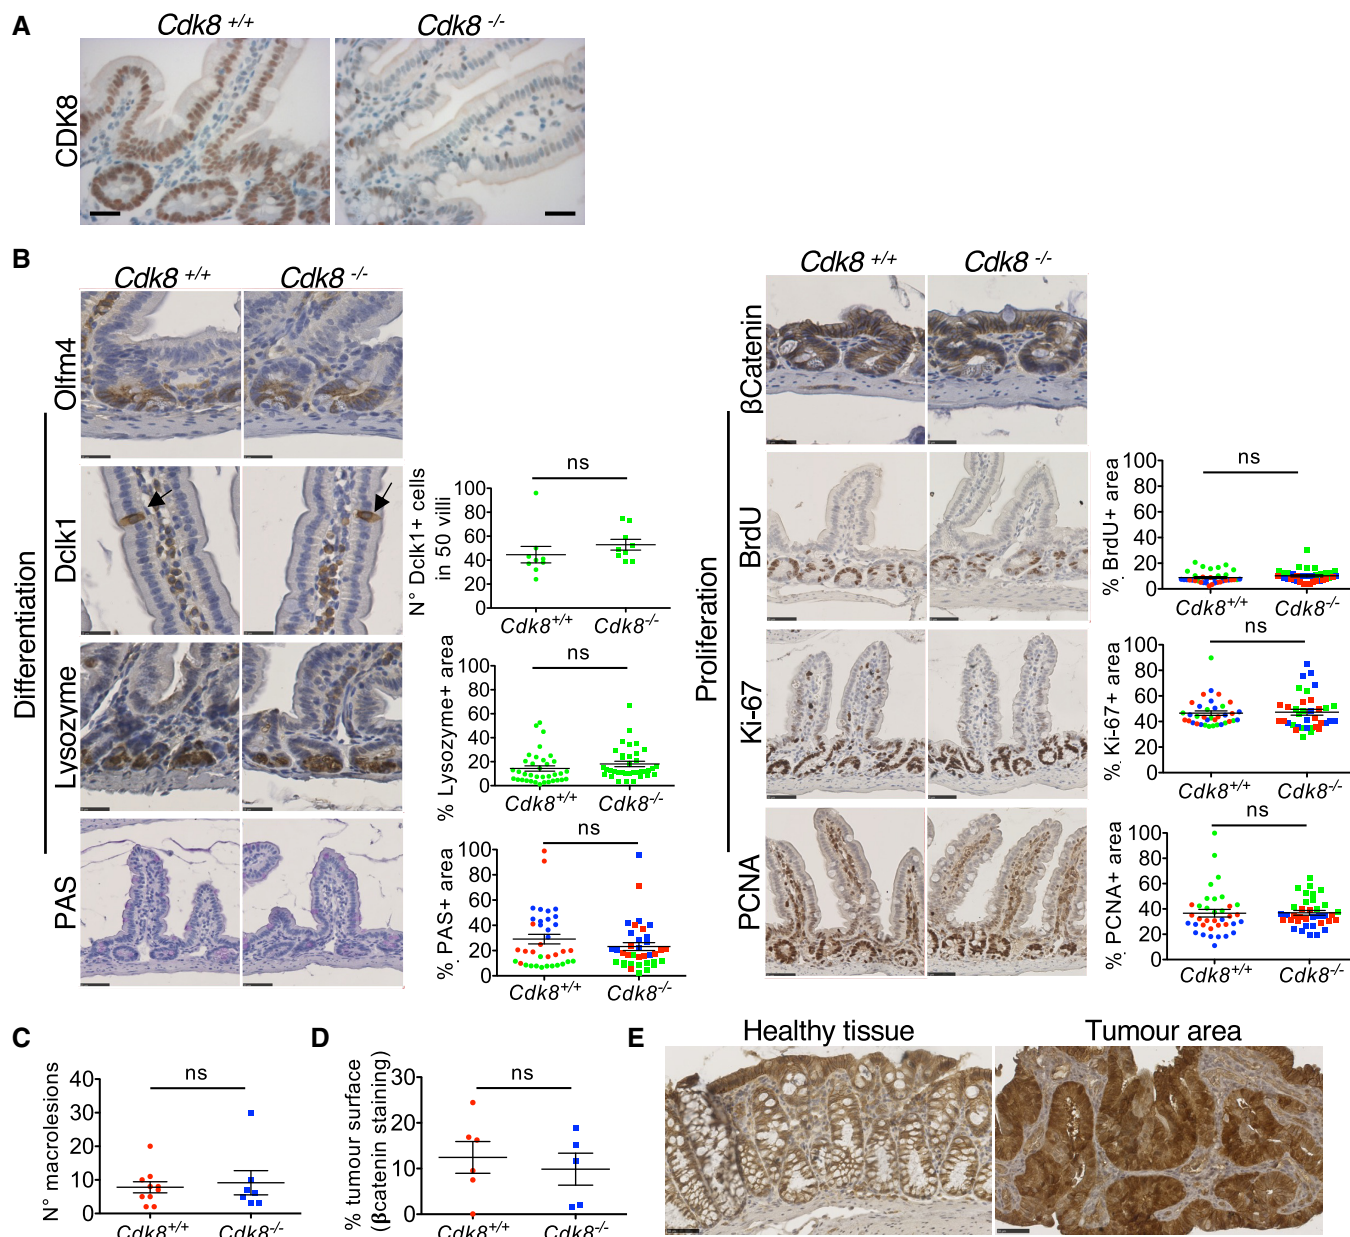 A
Cdk8 +/+
Cdk8 -/-
CDK8
B
Cdk8 +/+
Cdk8 -/-
Differentiation
Olfm4
Dclk1
N° Dclk1+ cells
in 50 villi
100
80
60
40
20
0
ns
Cdk8+/+
Cdk8-/-
Lysozyme
% Lysozyme+ area
100
80
60
40
20
0
ns
Cdk8+/+
Cdk8-/-
PAS
% PAS+ area
100
80
60
40
20
0
ns
Cdk8+/+
Cdk8-/-
Cdk8 +/+
Cdk8 -/-
Proliferation
βCatenin
BrdU
% BrdU+ area
100
80
60
40
20
0
ns
Cdk8+/+
Cdk8-/-
Ki-67
% Ki-67+ area
100
80
60
40
20
0
ns
Cdk8+/+
Cdk8-/-
PCNA
% PCNA+ area
100
80
60
40
20
0
ns
Cdk8+/+
Cdk8-/-
C
N° macrolesions
40
30
20
10
0
ns
Cdk8+/+
Cdk8-/-
D
% tumour surface
(βcatenin staining)
30
20
10
0
ns
Cdk8+/+
Cdk8-/-
E
Healthy tissue
Tumour area